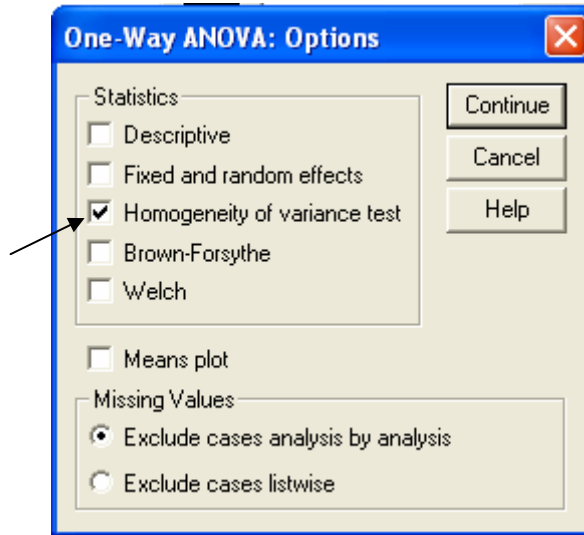 One-Way ANOVA: Options
Statistics
Descriptive
Fixed and random effects
Homogeneity of variance test
Brown-Forsythe
Welch
Continue
Cancel
Help
Means plot
Missing Values
Exclude cases analysis by analysis
Exclude cases listwise